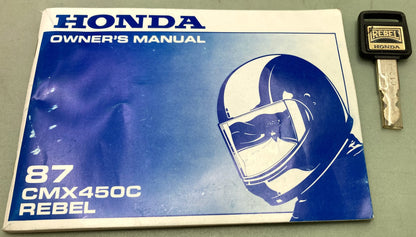 HONDA
OWNER'S MANUAL
87
CMX450C
REBEL
REBEL
HONDA